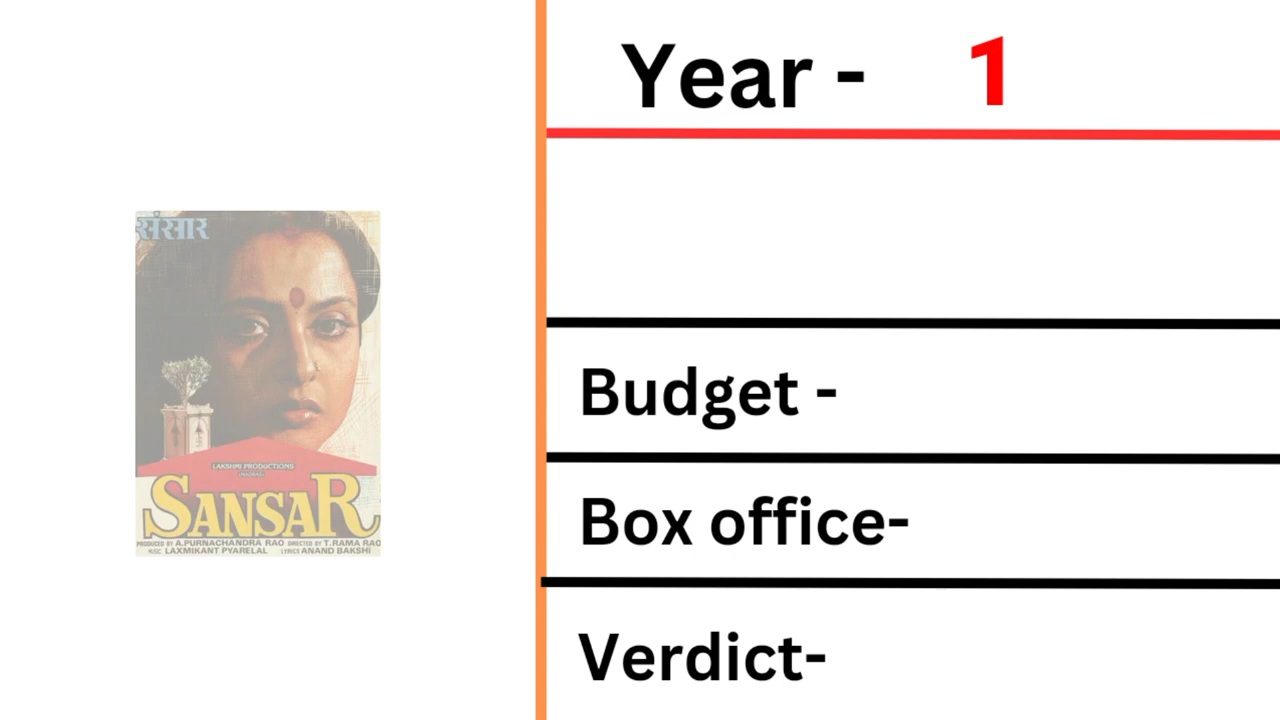 Year - 1
संसार
Budget -
LAKSHMI PRODUCTIONS
(MADRAS)
SANSAR
PRODUCED BY A.PURNACHANDRA RAO DIRECTED BY T.RAMA RAO
MUSIC LAXMIKANT PYARELAL LYRICS ANAND BAKSHI
Box office-
Verdict-